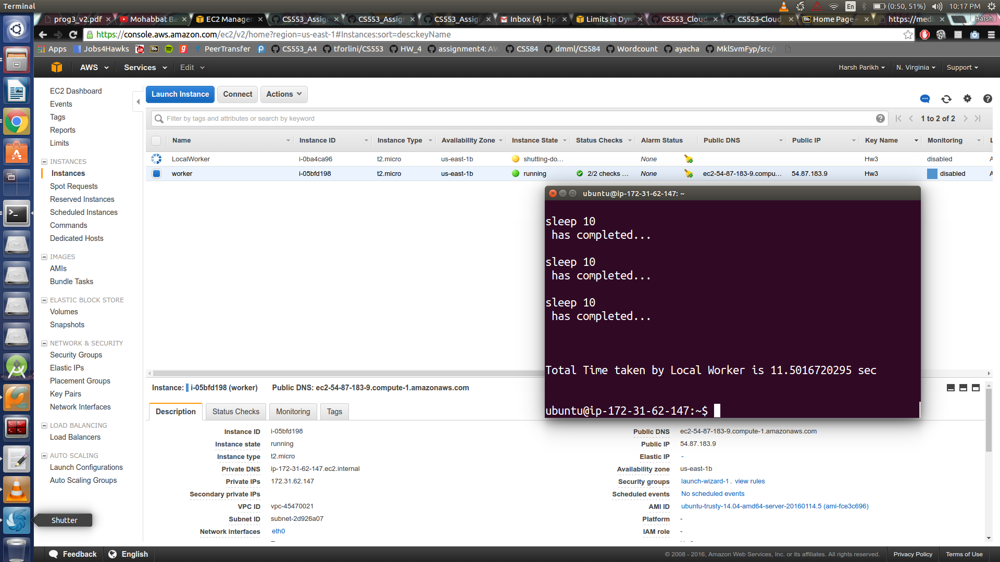 Terminal
En
(0:50, 51%)
10:17 PM
prog3_v2.pdf
Mohabbat Ba
EC2 Managem
CS553_Assig
CS553_Assig
CS553_Assig
Inbox (4) - hp
Limits in Dyn
CS553_Cloud
CS553-Cloud_
Bb Home Page –
https://medi
Harsh
https://console.aws.amazon.com/ec2/v2/home?region=us-east-1#Instances:sort=desc:keyName
Apps
Jobs4Hawks
Bb
PeerTransfer
CS553_A4
tforlini/CS553
HW_4
assignment4: AW
CS584
dmml/CS584
Wordcount
ayacha
MklSvmFyp/src/
AWS
Services
Edit
Harsh Parikh
N. Virginia
Support
EC2 Dashboard
Events
Tags
Reports
Limits
INSTANCES
Instances
Spot Requests
Reserved Instances
Scheduled Instances
Commands
Dedicated Hosts
IMAGES
AMIs
Bundle Tasks
ELASTIC BLOCK STORE
Volumes
Snapshots
NETWORK & SECURITY
Security Groups
Elastic IPs
Placement Groups
Key Pairs
Network Interfaces
LOAD BALANCING
Load Balancers
AUTO SCALING
Launch Configurations
Auto Scaling Groups
Shutter
Launch Instance
Connect
Actions
Filter by tags and attributes or search by keyword
1 to 2 of 2
Name Instance ID Instance Type Availability Zone Instance State Status Checks Alarm Status Public DNS Public IP Key Name Monitoring L
LocalWorker i-0ba4ca96 t2.micro us-east-1b shutting-do... None Hw3 disabled A
worker i-05bfd198 t2.micro us-east-1b running 2/2 checks ... None ec2-54-87-183-9.compu... 54.87.183.9 Hw3 disabled A
ubuntu@ip-172-31-62-147: ~
sleep 10
has completed...
sleep 10
has completed...
sleep 10
has completed...
Total Time taken by Local Worker is 11.5016720295 sec
ubuntu@ip-172-31-62-147:~$
Instance: i-05bfd198 (worker) Public DNS: ec2-54-87-183-9.compute-1.amazonaws.com
Description
Status Checks
Monitoring
Tags
Instance ID i-05bfd198
Instance state running
Instance type t2.micro
Private DNS ip-172-31-62-147.ec2.internal
Private IPs 172.31.62.147
Secondary private IPs
VPC ID vpc-45470021
Subnet ID subnet-2d926a07
Network interfaces eth0
Public DNS ec2-54-87-183-9.compute-1.amazonaws.com
Public IP 54.87.183.9
Elastic IP -
Availability zone us-east-1b
Security groups launch-wizard-1. view rules
Scheduled events No scheduled events
AMI ID ubuntu-trusty-14.04-amd64-server-20160114.5 (ami-fce3c696)
Platform -
IAM role -
Feedback
English
© 2008 - 2016, Amazon Web Services, Inc. or its affiliates. All rights reserved.
Privacy Policy
Terms of Use